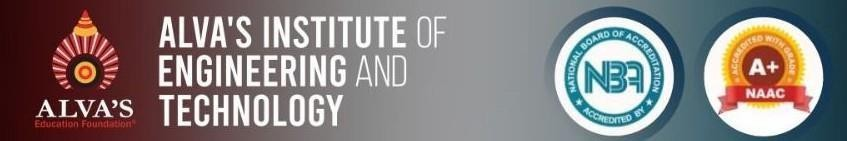 ALVA'S
Education Foundation®
ALVA'S INSTITUTE OF
ENGINEERING AND
TECHNOLOGY
NATIONAL BOARD OF ACCREDITATION
NBA
ACCREDITED BY
ACCREDITED WITH GRADE
A+
NAAC